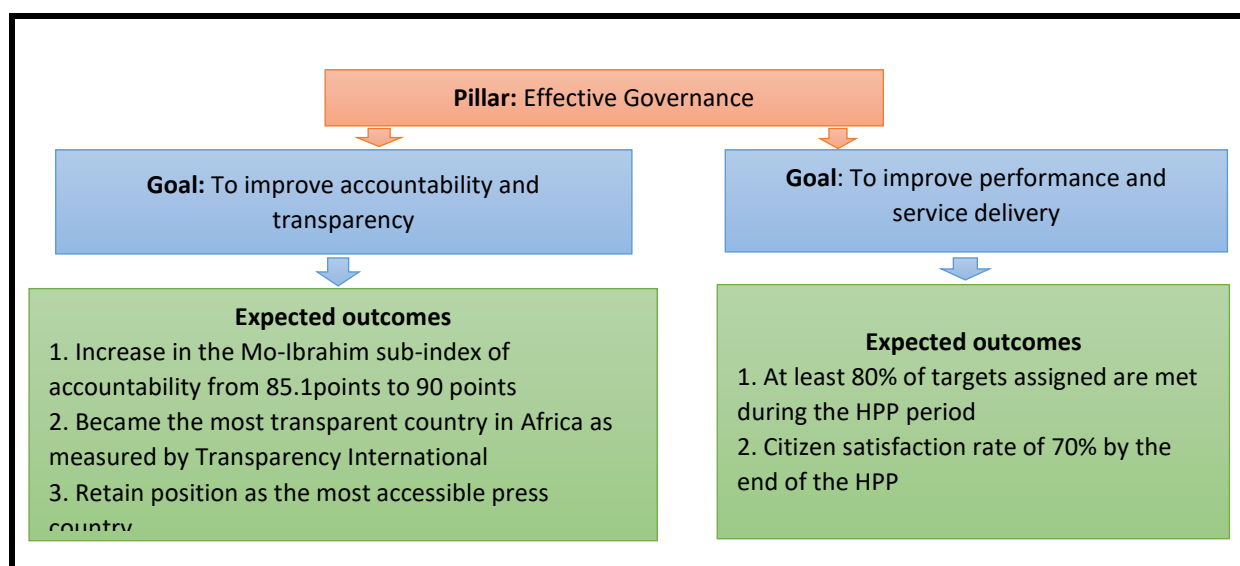 Pillar: Effective Governance
Goal: To improve accountability and
transparency
Goal: To improve performance and
service delivery
Expected outcomes
1. Increase in the Mo-Ibrahim sub-index of
accountability from 85.1points to 90 points
2. Became the most transparent country in Africa as
measured by Transparency International
3. Retain position as the most accessible press
country
Expected outcomes
1. At least 80% of targets assigned are met
during the HPP period
2. Citizen satisfaction rate of 70% by the
end of the HPP